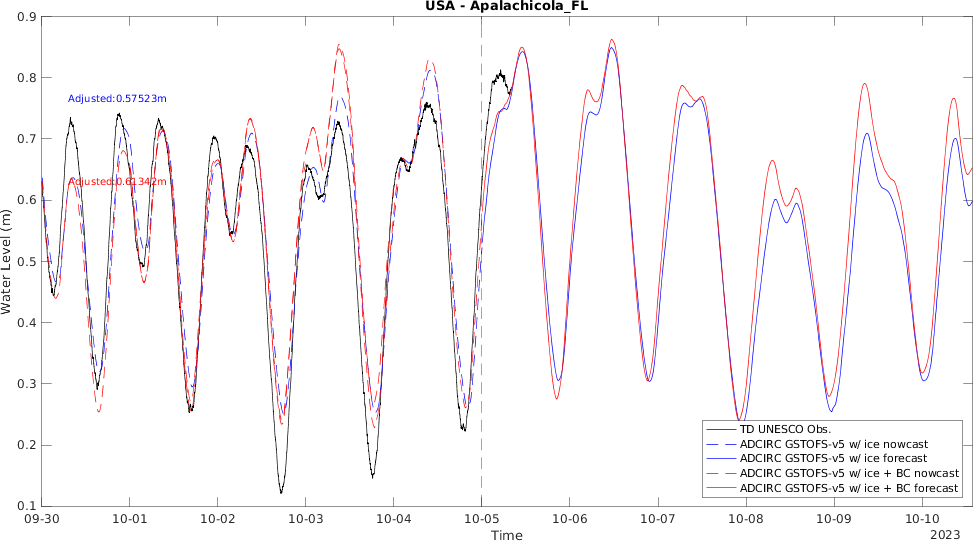 USA - Apalachicola_FL
0.9
0.8
0.7
0.6
0.5
0.4
0.3
0.2
0.1
Water Level (m)
Adjusted:0.57523m
Adjusted:0.61342m
TD UNESCO Obs.
ADCIRC GSTOFS-v5 w/ ice nowcast
ADCIRC GSTOFS-v5 w/ ice forecast
ADCIRC GSTOFS-v5 w/ ice + BC nowcast
ADCIRC GSTOFS-v5 w/ ice + BC forecast
09-30 10-01 10-02 10-03 10-04 10-05 10-06 10-07 10-08 10-09 10-10
Time
2023